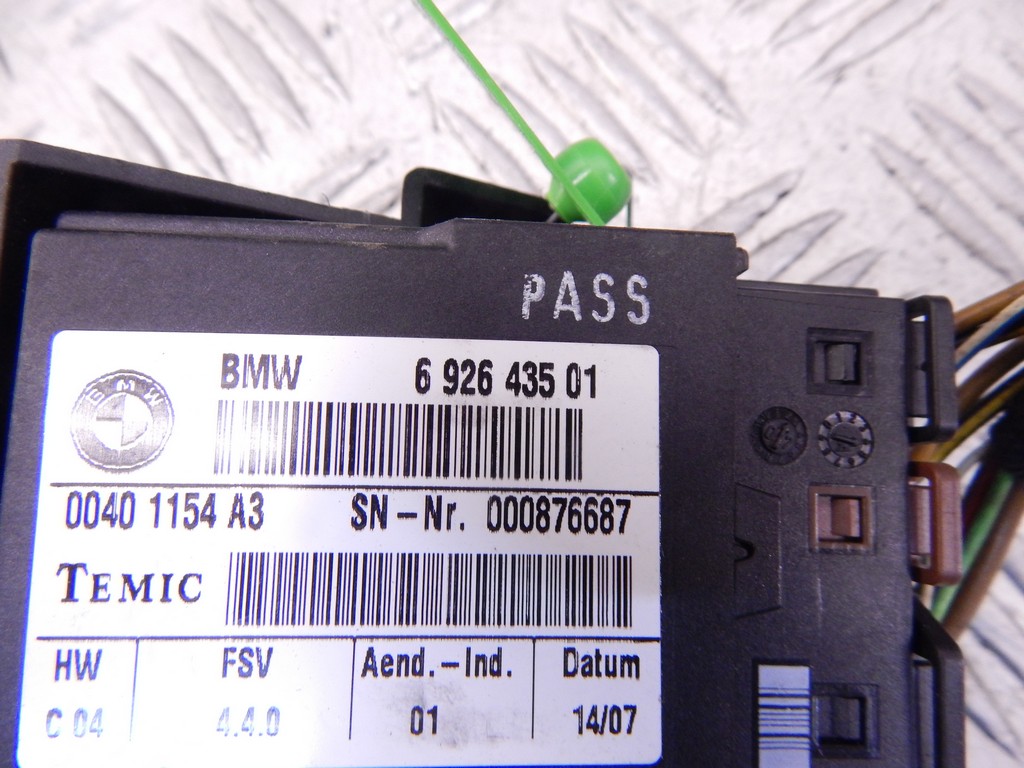 PASS
BMW 6 926 435 01
BMW
0040 1154 A3 SN-Nr. 000876687
TEMIC
HW FSV Aend.-Ind. Datum
C 04 4.4.0 01 14/07